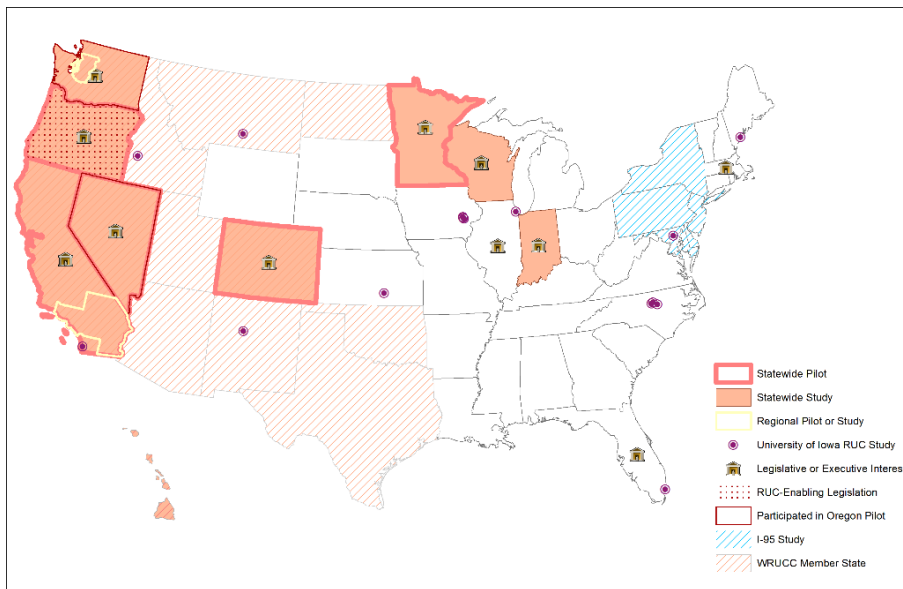 Statewide Pilot
Statewide Study
Regional Pilot or Study
University of Iowa RUC Study
Legislative or Executive Interes
RUC-Enabling Legislation
Participated in Oregon Pilot
I-95 Study
WRUCC Member State